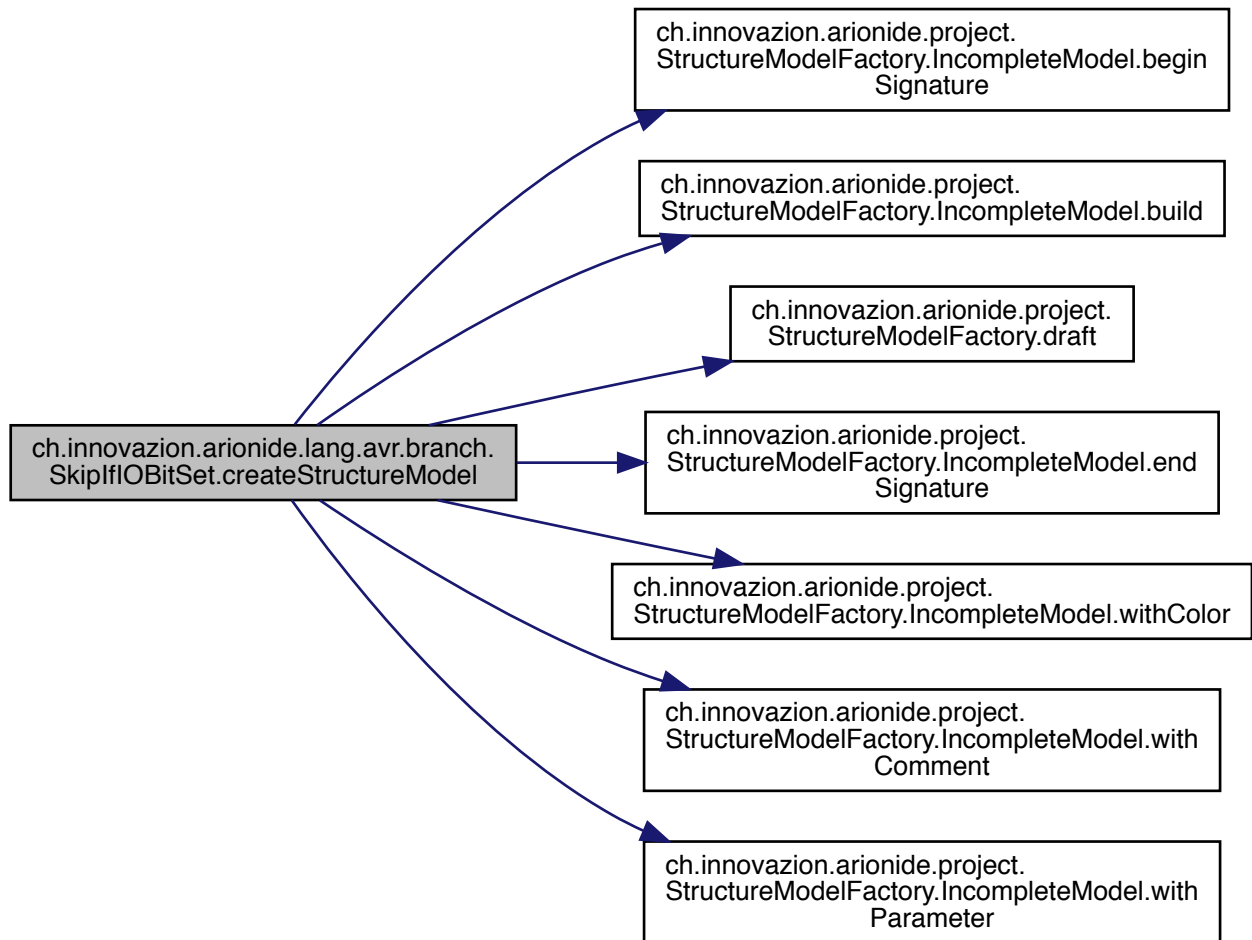 ch.innovazion.arionide.project.
StructureModelFactory.IncompleteModel.begin
Signature
ch.innovazion.arionide.project.
StructureModelFactory.IncompleteModel.build
ch.innovazion.arionide.project.
StructureModelFactory.draft
ch.innovazion.arionide.lang.avr.branch.
SkipIfIOBitSet.createStructureModel
ch.innovazion.arionide.project.
StructureModelFactory.IncompleteModel.end
Signature
ch.innovazion.arionide.project.
StructureModelFactory.IncompleteModel.withColor
ch.innovazion.arionide.project.
StructureModelFactory.IncompleteModel.with
Comment
ch.innovazion.arionide.project.
StructureModelFactory.IncompleteModel.with
Parameter